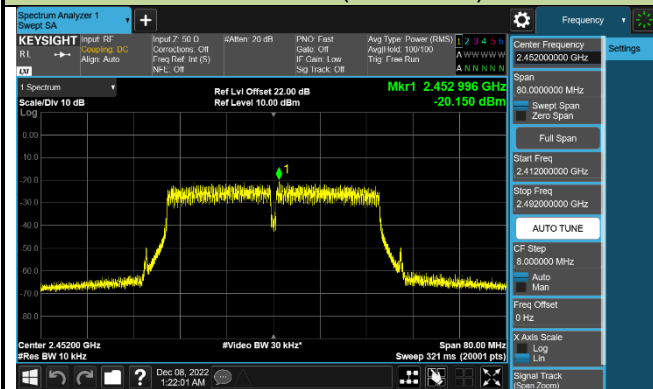 Spectrum Analyzer 1
Swept SA
Frequency
KEYSIGHT
RL
LXI
Input: RF
Coupling: DC
Align: Auto
Input Z: 50 Ω
Corrections: Off
Freq Ref: Int (S)
NFE: Off
#Atten: 20 dB
PNO: Fast
Gate: Off
IF Gain: Low
Sig Track: Off
Avg Type: Power (RMS)
Avg|Hold: 100/100
Trig: Free Run
1 2 3 4 5 6
A W W W W W
A N N N N N
Center Frequency
2.452000000 GHz
Settings
Span
80.0000000 MHz
Swept Span
Zero Span
Full Span
Start Freq
2.412000000 GHz
Stop Freq
2.492000000 GHz
AUTO TUNE
CF Step
8.000000 MHz
Auto
Man
Freq Offset
0 Hz
X Axis Scale
Log
Lin
Signal Track
(Span Zoom)
1 Spectrum
Scale/Div 10 dB
Log
Ref Lvl Offset 22.00 dB
Ref Level 10.00 dBm
Mkr1 2.452 996 GHz
-20.150 dBm
0.00
-10.0
-20.0
-30.0
-40.0
-50.0
-60.0
-70.0
-80.0
1
Center 2.45200 GHz
#Res BW 10 kHz
#Video BW 30 kHz*
Span 80.00 MHz
Sweep 321 ms (20001 pts)
?
Dec 08, 2022
1:22:01 AM